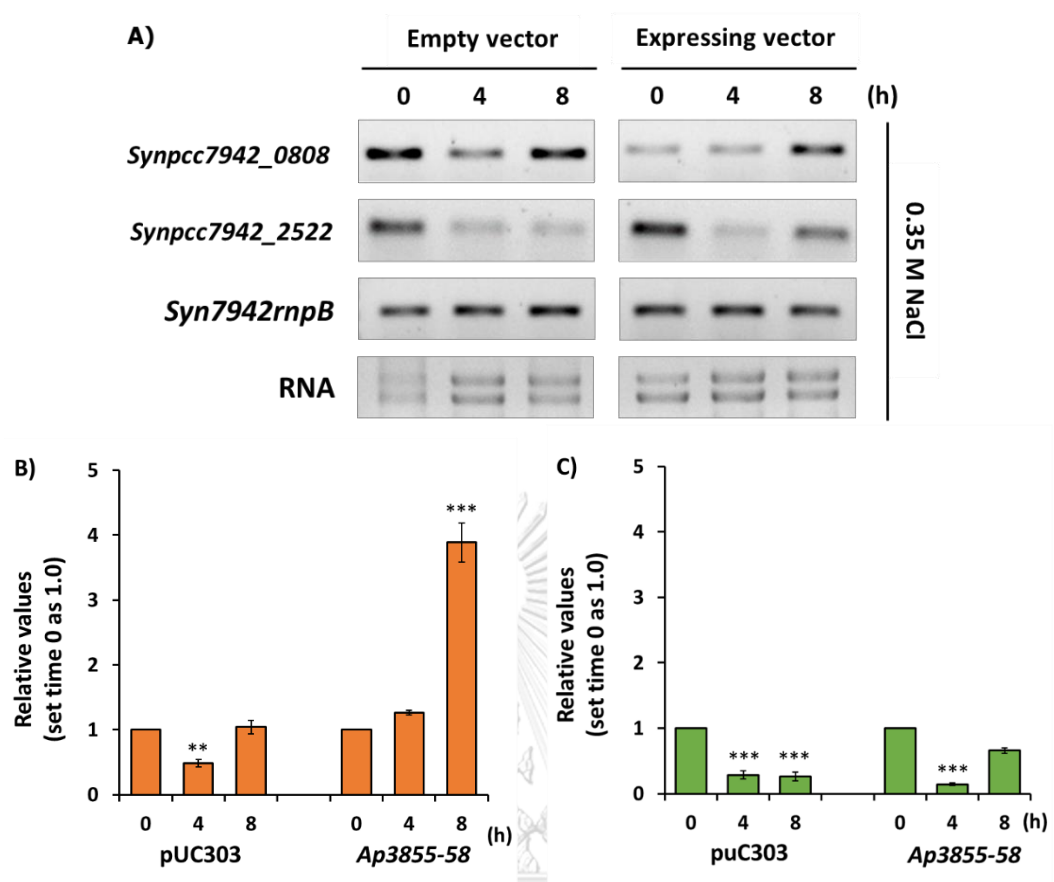 A)
Empty vector Expressing vector
0 4 8 0 4 8 (h)
Synpcc7942_0808
Synpcc7942_2522
Syn7942rnpB
RNA
0.35 M NaCl
B)
Relative values
(set time 0 as 1.0)
5
4
3
2
1
0
**
***
0 4 8 0 4 8 (h)
pUC303 Ap3855-58
C)
Relative values
(set time 0 as 1.0)
5
4
3
2
1
0
*** *** ***
0 4 8 0 4 8 (h)
puC303 Ap3855-58